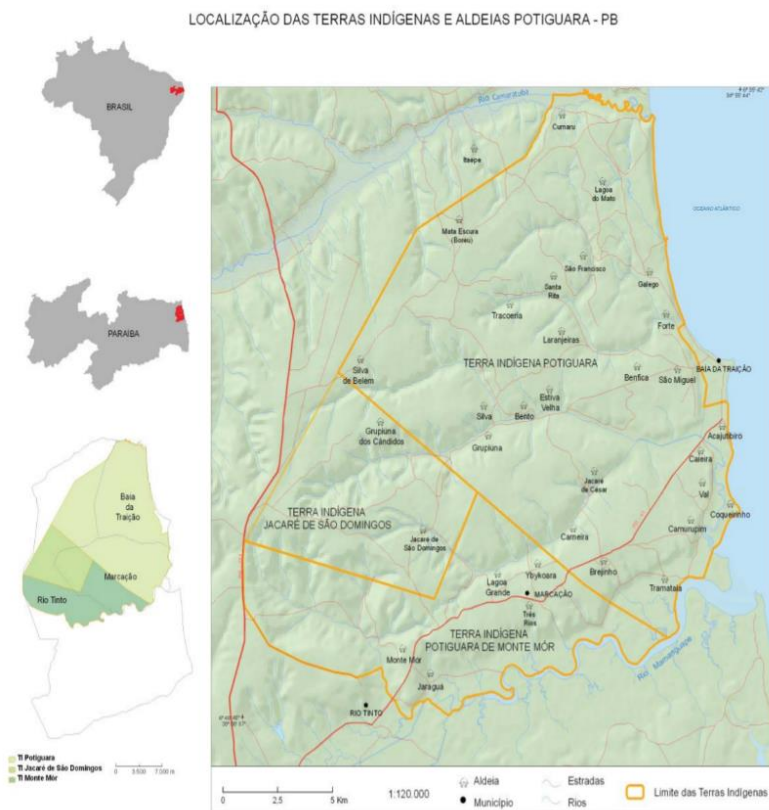 LOCALIZAÇÃO DAS TERRAS INDÍGENAS E ALDEIAS POTIGUARA - PB
BRASIL
PARAÍBA
Baía
da
Traição
Marcação
Rio Tinto
TI Potiguara
TI Jacaré de São Domingos
TI Monte Mór
Rio Camaratuba
Cumaru
Itaepe
Lagoa
do Mato
OCEANO ATLÂNTICO
Mata Escura
(Boreu)
São Francisco
Galego
Santa
Rita
Tracoeria
Forte
Laranjeiras
TERRA INDÍGENA POTIGUARA
BAÍA DA TRAIÇÃO
Silva
de Belém
Bentica
São Miguel
Estiva
Velha
Silva
Bento
Grupiuna
dos Cândidos
Acajutibiro
Grupiuna
Caieira
Jacaré
de César
Val
Coqueirinho
TERRA INDÍGENA
JACARÉ DE SÃO DOMINGOS
Jacaré de
São Domingos
Carneira
Camurupim
Ybykoara
Brejinho
Lagoa
Grande
Tramataia
MARCAÇÃO
Três
Rios
TERRA INDÍGENA
POTIGUARA DE MONTE MÓR
Monte Mór
Rio Mamanguape
Jaraguá
RIO TINTO
0 2,5 5 Km
1:120.000
Aldeia
Município
Estradas
Rios
Limite das Terras Indígenas